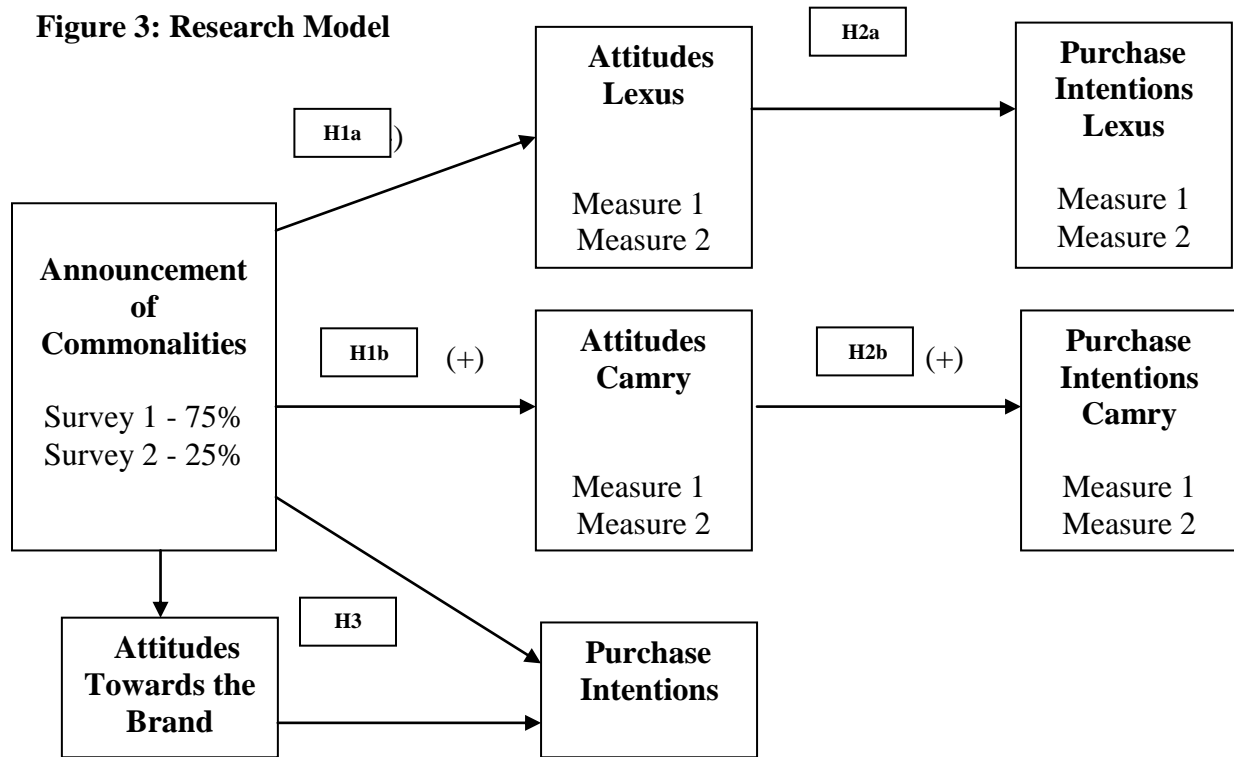 Figure 3: Research Model
H1a
)
Attitudes
Lexus
Measure 1
Measure 2
H2a
Purchase
Intentions
Lexus
Measure 1
Measure 2
Announcement
of
Commonalities
Survey 1 - 75%
Survey 2 - 25%
H1b
(+)
Attitudes
Camry
Measure 1
Measure 2
H2b
(+)
Purchase
Intentions
Camry
Measure 1
Measure 2
H3
Attitudes
Towards the
Brand
Purchase
Intentions